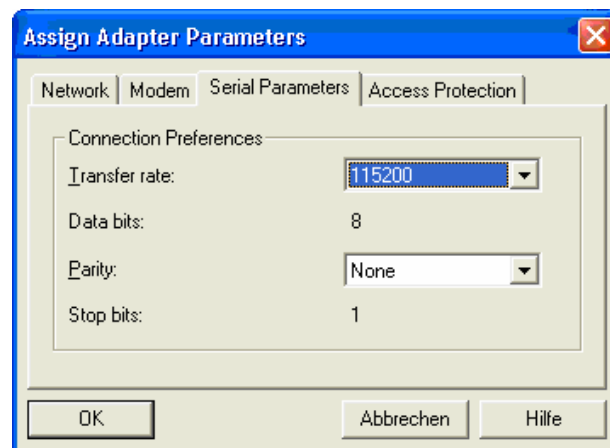 Assign Adapter Parameters
Network Modem Serial Parameters Access Protection
Connection Preferences
Transfer rate: 115200
Data bits: 8
Parity: None
Stop bits: 1
OK Abbrechen Hilfe